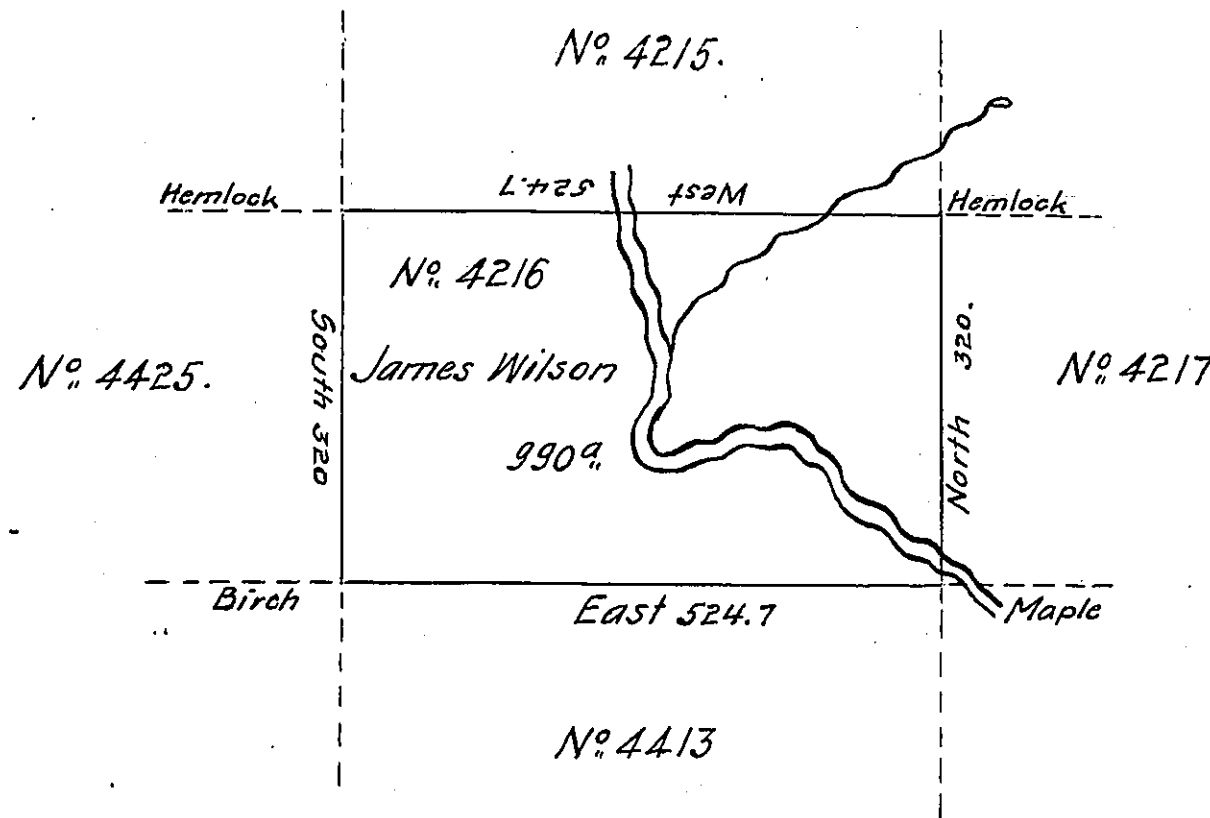 Nº 4215.
Hemlock
524.7 West
Hemlock
Nº 4216
South 320
North 320.
Nº 4425.
James Wilson
Nº 4217
990a
Birch
East 524.7
Maple
Nº 4413